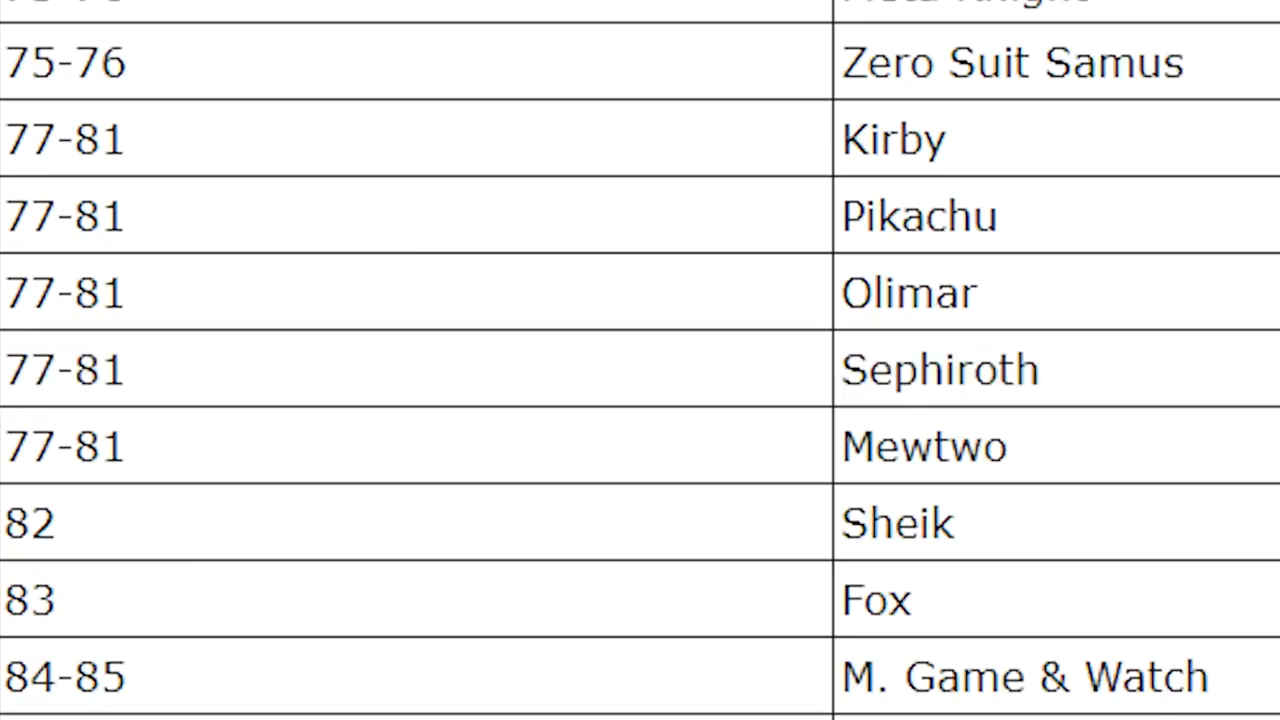 75-76 Zero Suit Samus
77-81 Kirby
77-81 Pikachu
77-81 Olimar
77-81 Sephiroth
77-81 Mewtwo
82 Sheik
83 Fox
84-85 M. Game & Watch